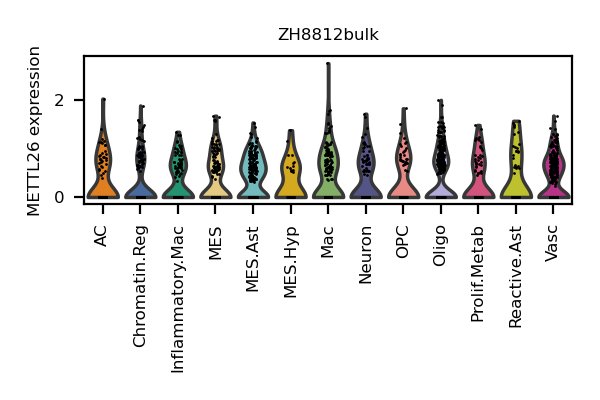 ZH8812bulk
METTL26 expression
2
0
AC
Chromatin.Reg
Inflammatory.Mac
MES
MES.Ast
MES.Hyp
Mac
Neuron
OPC
Oligo
Prolif.Metab
Reactive.Ast
Vasc